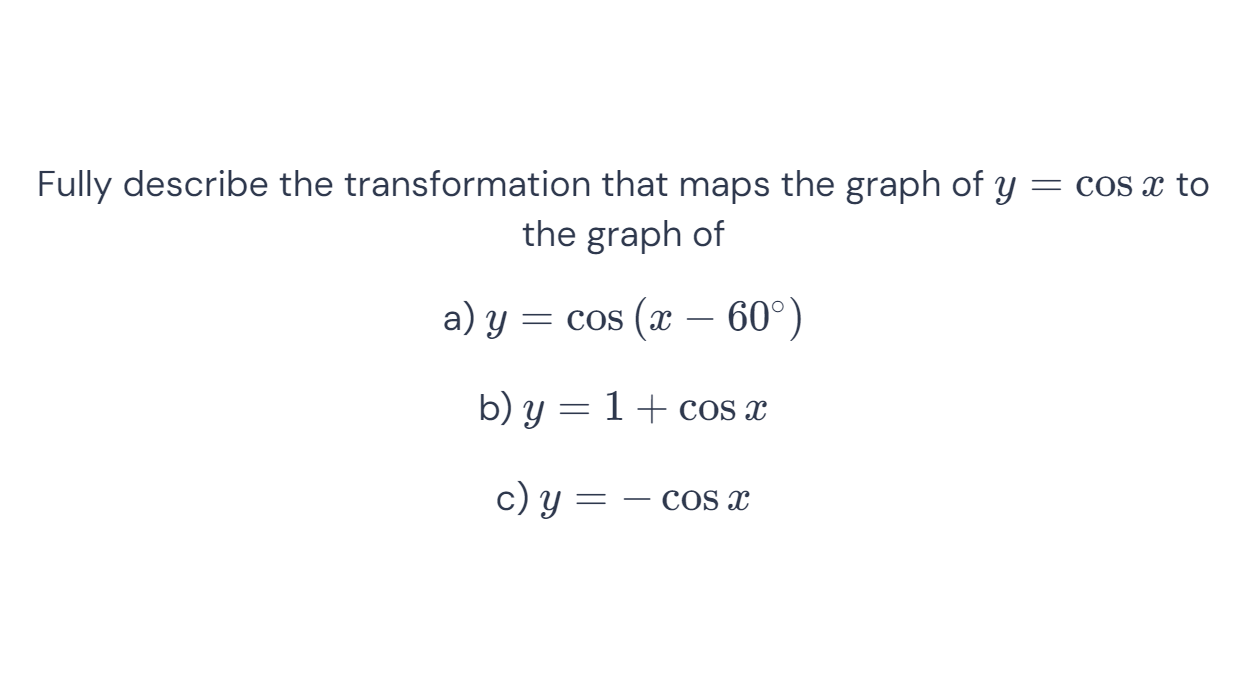 Fully describe the transformation that maps the graph of y = cos x to
the graph of
a) y = cos (x − 60°)
b) y = 1 + cos x
c) y = − cos x